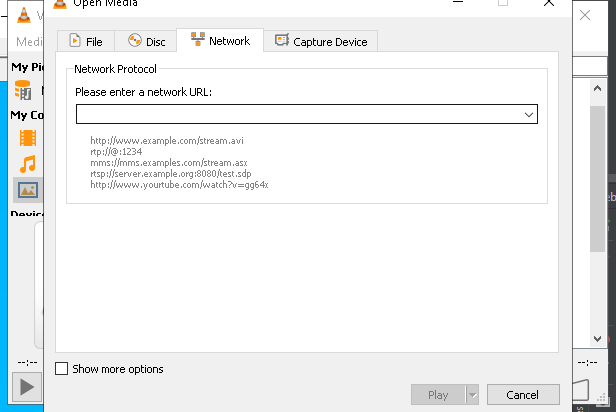 Open Media
Medi
File
Disc
Network
Capture Device
My Pi
Network Protocol
Please enter a network URL:
My Co
http://www.example.com/stream.avi
rtp://@:1234
mms://mms.examples.com/stream.asx
rtsp://server.example.org:8080/test.sdp
http://www.yourtube.com/watch?v=gg64x
Device
--:--
--:--
Show more options
Play
Cancel